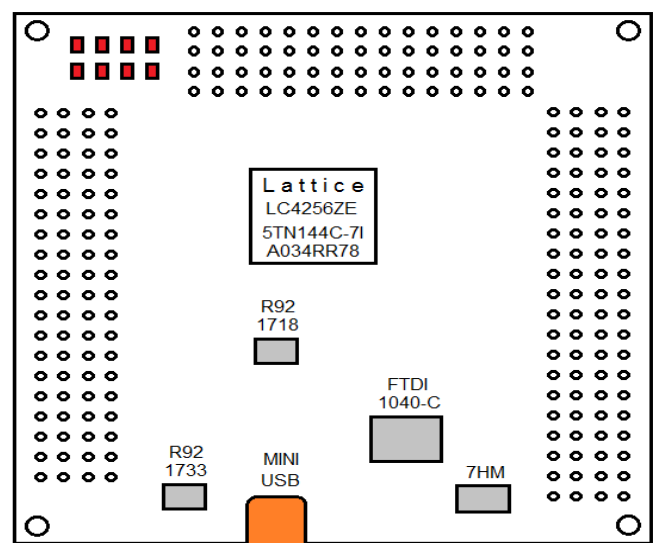 Lattice
LC4256ZE
5TN144C-7I
A034RR78
R92
1718
FTDI
1040-C
R92
1733
MINI
USB
7HM